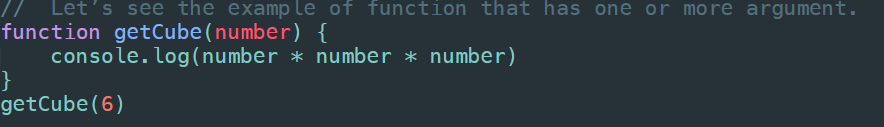 //  Let’s see the example of function that has one or more argument.
function getCube(number) {
    console.log(number * number * number)
}
getCube(6)